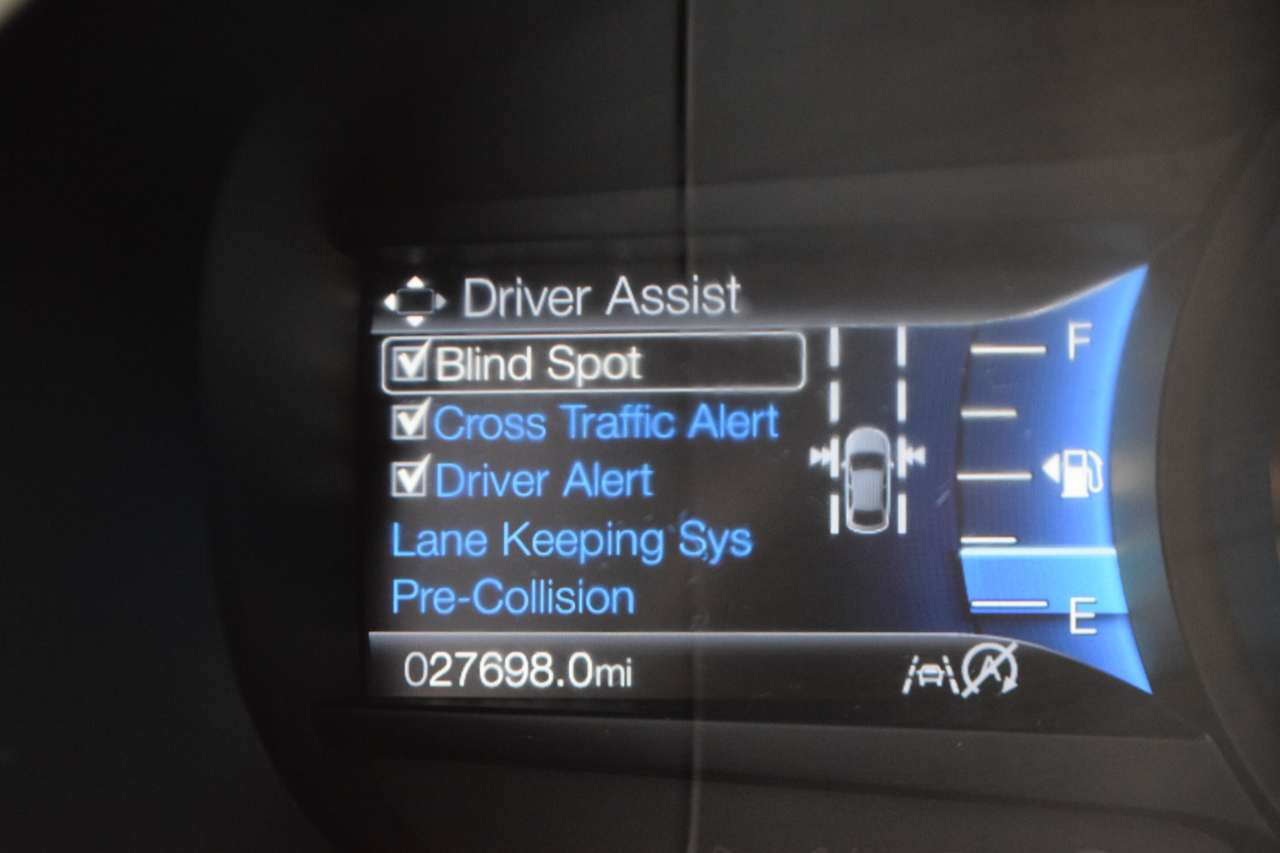 Driver Assist
Blind Spot
Cross Traffic Alert
Driver Alert
Lane Keeping Sys
Pre-Collision
027698.0mi
F
E
A